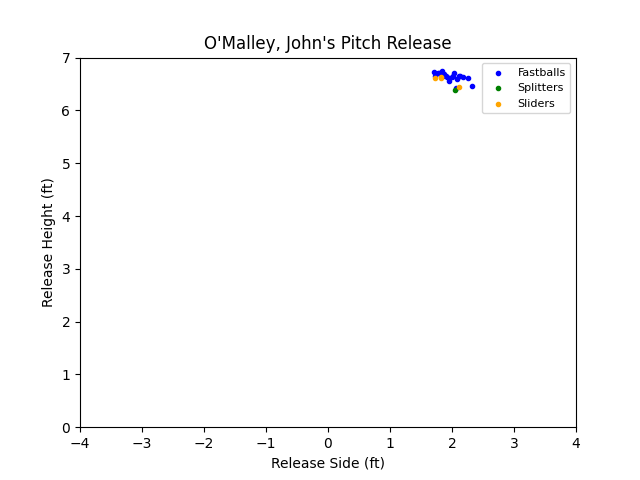 O'Malley, John's Pitch Release
Release Height (ft)
7
6
5
4
3
2
1
0
Fastballs
Splitters
Sliders
−4 −3 −2 −1 0 1 2 3 4
Release Side (ft)